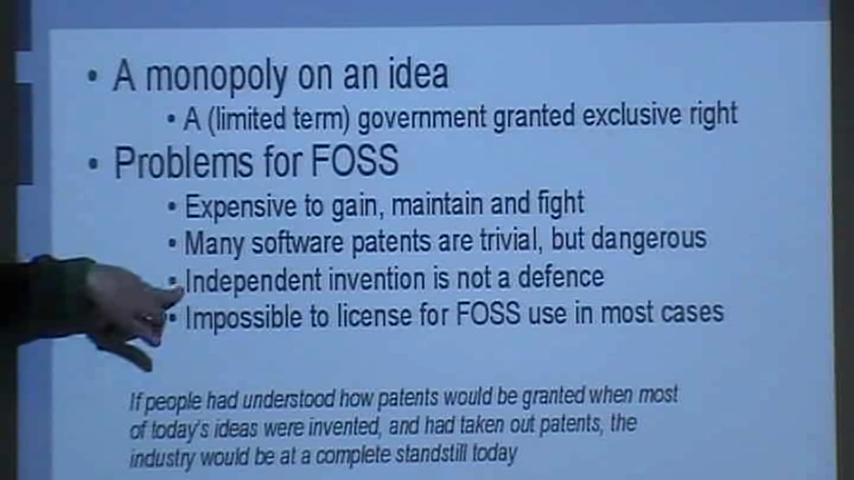 • A monopoly on an idea
• A (limited term) government granted exclusive right
• Problems for FOSS
• Expensive to gain, maintain and fight
• Many software patents are trivial, but dangerous
• Independent invention is not a defence
• Impossible to license for FOSS use in most cases
If people had understood how patents would be granted when most
of today's ideas were invented, and had taken out patents, the
industry would be at a complete standstill today